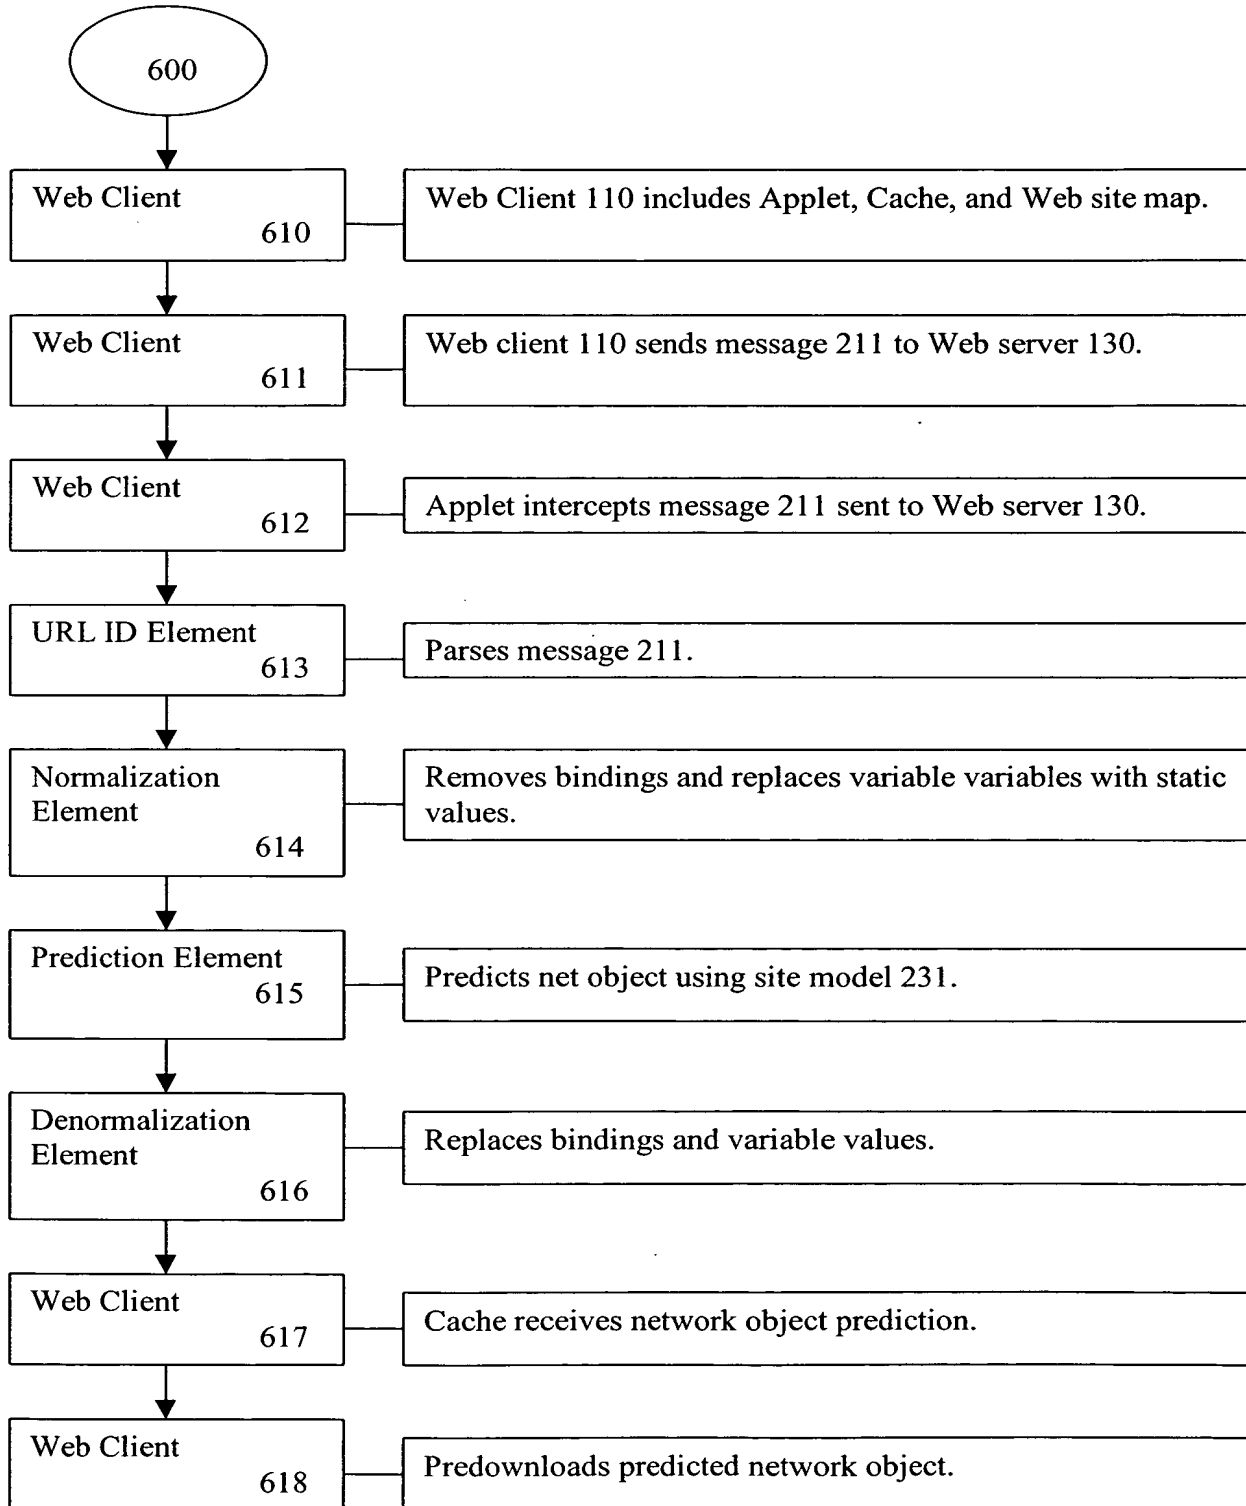 600
Web Client
610
Web Client 110 includes Applet, Cache, and Web site map.
Web Client
611
Web client 110 sends message 211 to Web server 130.
Web Client
612
Applet intercepts message 211 sent to Web server 130.
URL ID Element
613
Parses message 211.
Normalization
Element
614
Removes bindings and replaces variable variables with static
values.
Prediction Element
615
Predicts net object using site model 231.
Denormalization
Element
616
Replaces bindings and variable values.
Web Client
617
Cache receives network object prediction.
Web Client
618
Predownloads predicted network object.